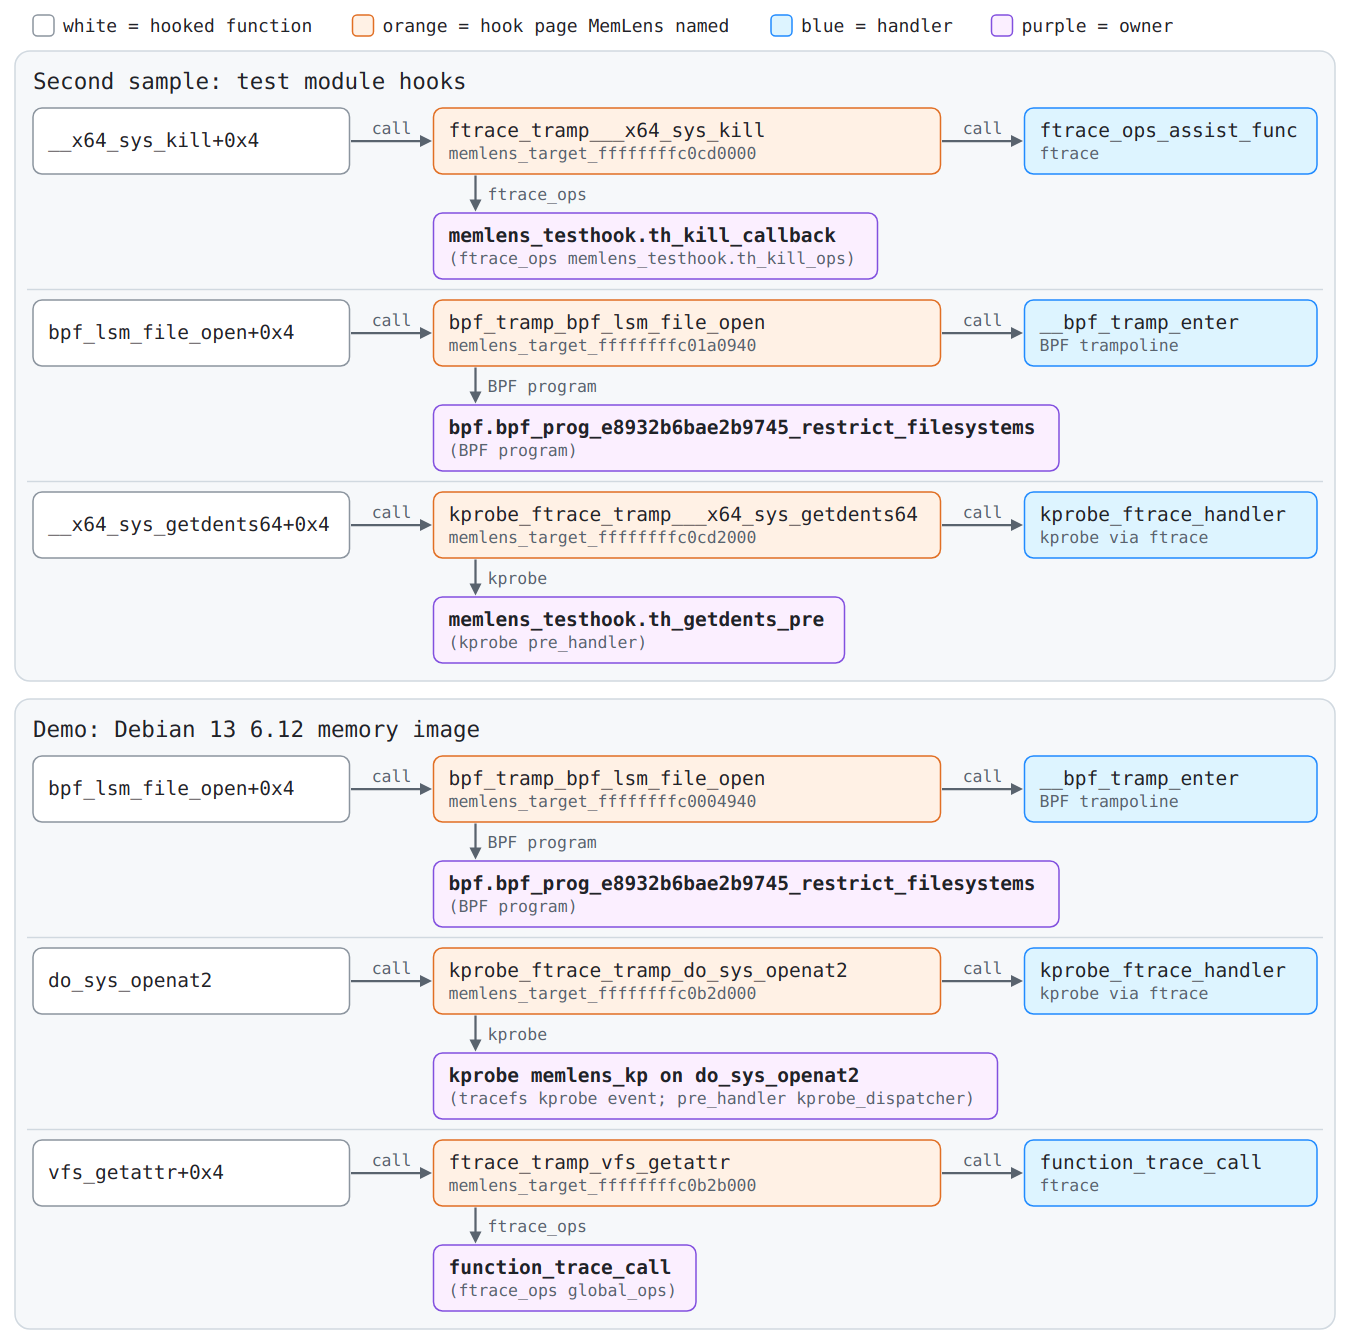 white = hooked function
orange = hook page MemLens named
blue = handler
purple = owner
Second sample: test module hooks
__x64_sys_kill+0x4
call
ftrace_tramp___x64_sys_kill
memlens_target_ffffffffc0cd0000
call
ftrace_ops_assist_func
ftrace
ftrace_ops
memlens_testhook.th_kill_callback
(ftrace_ops memlens_testhook.th_kill_ops)
bpf_lsm_file_open+0x4
call
bpf_tramp_bpf_lsm_file_open
memlens_target_ffffffffc01a0940
call
__bpf_tramp_enter
BPF trampoline
BPF program
bpf.bpf_prog_e8932b6bae2b9745_restrict_filesystems
(BPF program)
__x64_sys_getdents64+0x4
call
kprobe_ftrace_tramp___x64_sys_getdents64
memlens_target_ffffffffc0cd2000
call
kprobe_ftrace_handler
kprobe via ftrace
kprobe
memlens_testhook.th_getdents_pre
(kprobe pre_handler)
Demo: Debian 13 6.12 memory image
bpf_lsm_file_open+0x4
call
bpf_tramp_bpf_lsm_file_open
memlens_target_ffffffffc0004940
call
__bpf_tramp_enter
BPF trampoline
BPF program
bpf.bpf_prog_e8932b6bae2b9745_restrict_filesystems
(BPF program)
do_sys_openat2
call
kprobe_ftrace_tramp_do_sys_openat2
memlens_target_ffffffffc0b2d000
call
kprobe_ftrace_handler
kprobe via ftrace
kprobe
kprobe memlens_kp on do_sys_openat2
(tracefs kprobe event; pre_handler kprobe_dispatcher)
vfs_getattr+0x4
call
ftrace_tramp_vfs_getattr
memlens_target_ffffffffc0b2b000
call
function_trace_call
ftrace
ftrace_ops
function_trace_call
(ftrace_ops global_ops)